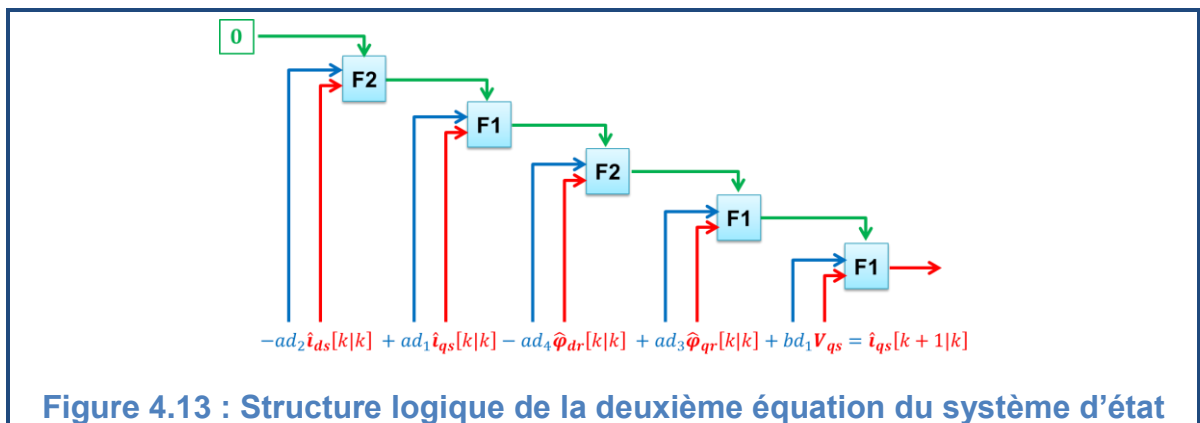 0
F2
F1
F2
F1
F1
−ad₂î_ds[k|k] + ad₁î_qs[k|k] − ad₄φ̂_dr[k|k] + ad₃φ̂_qr[k|k] + bd₁V_qs = î_qs[k + 1|k]
Figure 4.13 : Structure logique de la deuxième équation du système d’état